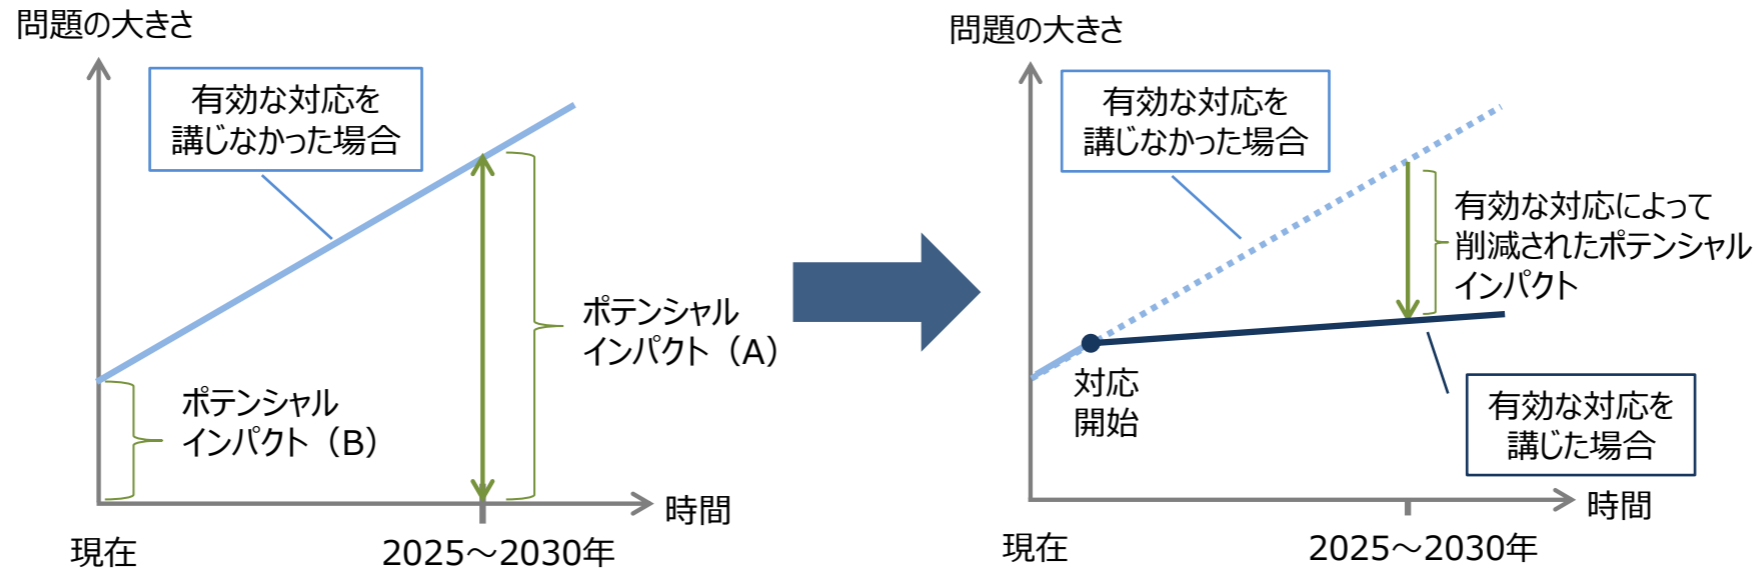 問題の大きさ
有効な対応を
講じなかった場合
ポテンシャル
インパクト（A）
ポテンシャル
インパクト（B）
時間
現在
2025～2030年
問題の大きさ
有効な対応を
講じなかった場合
有効な対応によって
削減されたポテンシャル
インパクト
対応
開始
有効な対応を
講じた場合
時間
現在
2025～2030年